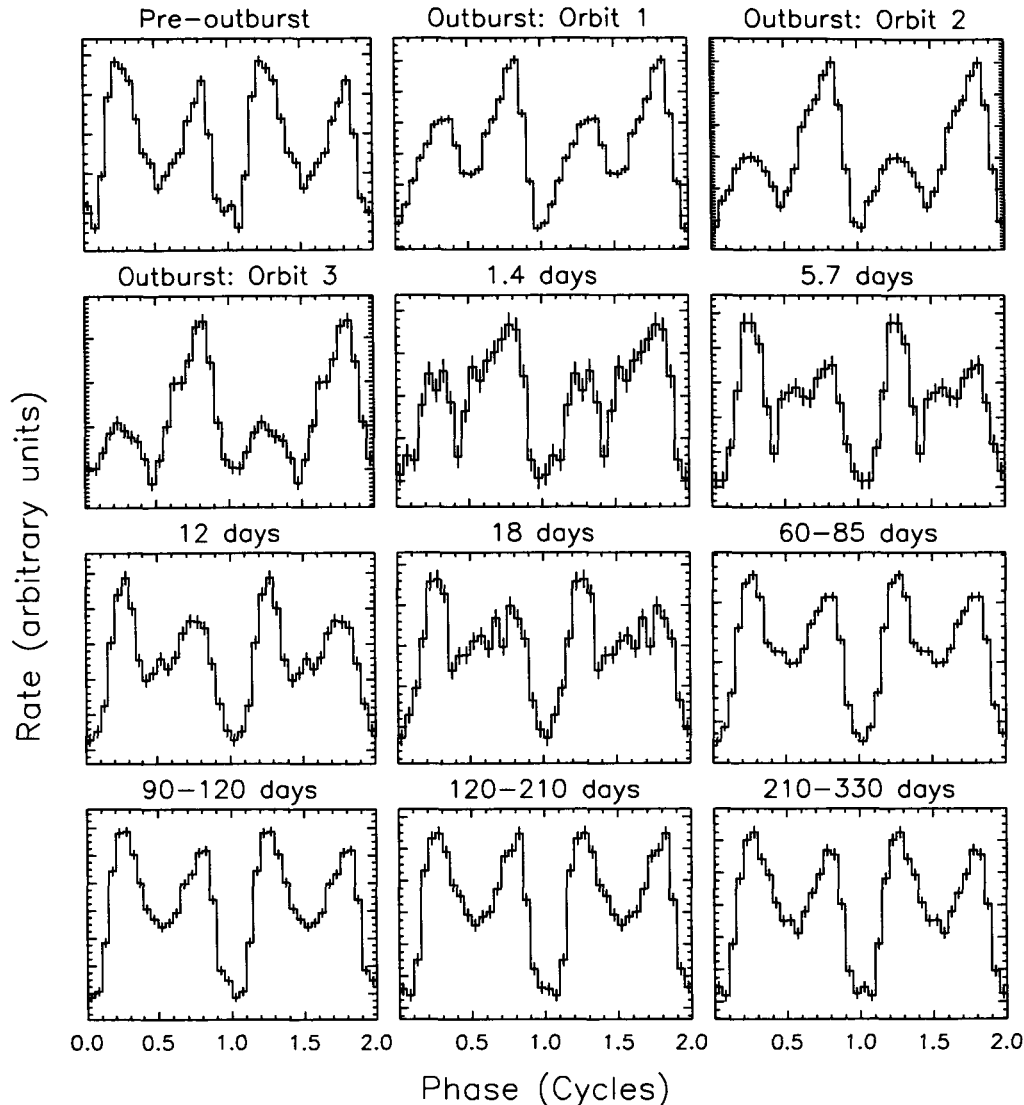 Pre-outburst
Outburst: Orbit 1
Outburst: Orbit 2
Outburst: Orbit 3
1.4 days
5.7 days
12 days
18 days
60-85 days
90-120 days
120-210 days
210-330 days
Rate (arbitrary units)
0.0 0.5 1.0 1.5 2.0 0.5 1.0 1.5 0.0 0.5 1.0 1.5 2.0
Phase (Cycles)